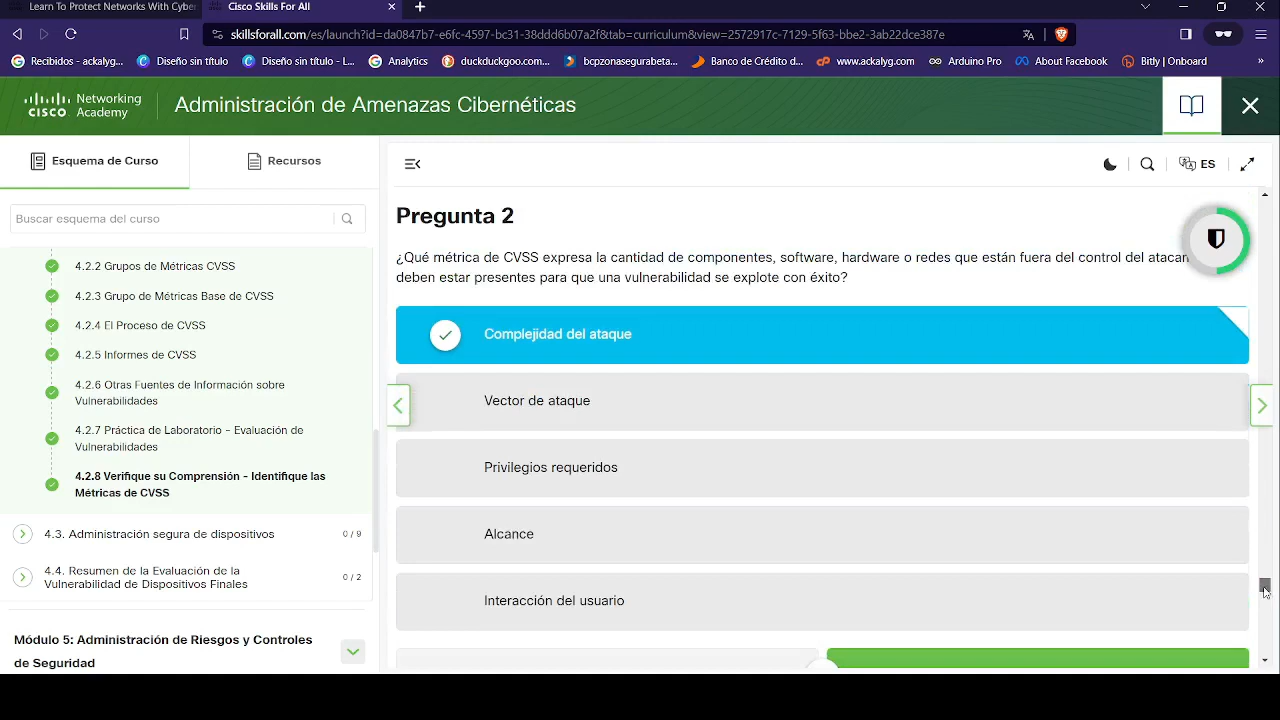 Learn To Protect Networks With Cyber
Cisco Skills For All
skillsforall.com/es/launch?id=da0847b7-e6fc-4597-bc31-38ddd6b07a2f&tab=curriculum&view=2572917c-7129-5f63-bbe2-3ab22dce387e
Recibidos - ackalyg...
Diseño sin título
Diseño sin título - L...
Analytics
duckduckgoo.com...
bcpzonasegurabeta...
Banco de Crédito d...
www.ackalyg.com
Arduino Pro
About Facebook
Bitly | Onboard
»
cisco Networking Academy
Administración de Amenazas Cibernéticas
Esquema de Curso
Recursos
Buscar esquema del curso
4.2.2 Grupos de Métricas CVSS
4.2.3 Grupo de Métricas Base de CVSS
4.2.4 El Proceso de CVSS
4.2.5 Informes de CVSS
4.2.6 Otras Fuentes de Información sobre
Vulnerabilidades
4.2.7 Práctica de Laboratorio - Evaluación de
Vulnerabilidades
4.2.8 Verifique su Comprensión - Identifique las
Métricas de CVSS
4.3. Administración segura de dispositivos 0 / 9
4.4. Resumen de la Evaluación de la
Vulnerabilidad de Dispositivos Finales 0 / 2
Módulo 5: Administración de Riesgos y Controles
de Seguridad
ES
Pregunta 2
¿Qué métrica de CVSS expresa la cantidad de componentes, software, hardware o redes que están fuera del control del atacan
deben estar presentes para que una vulnerabilidad se explote con éxito?
Complejidad del ataque
Vector de ataque
Privilegios requeridos
Alcance
Interacción del usuario